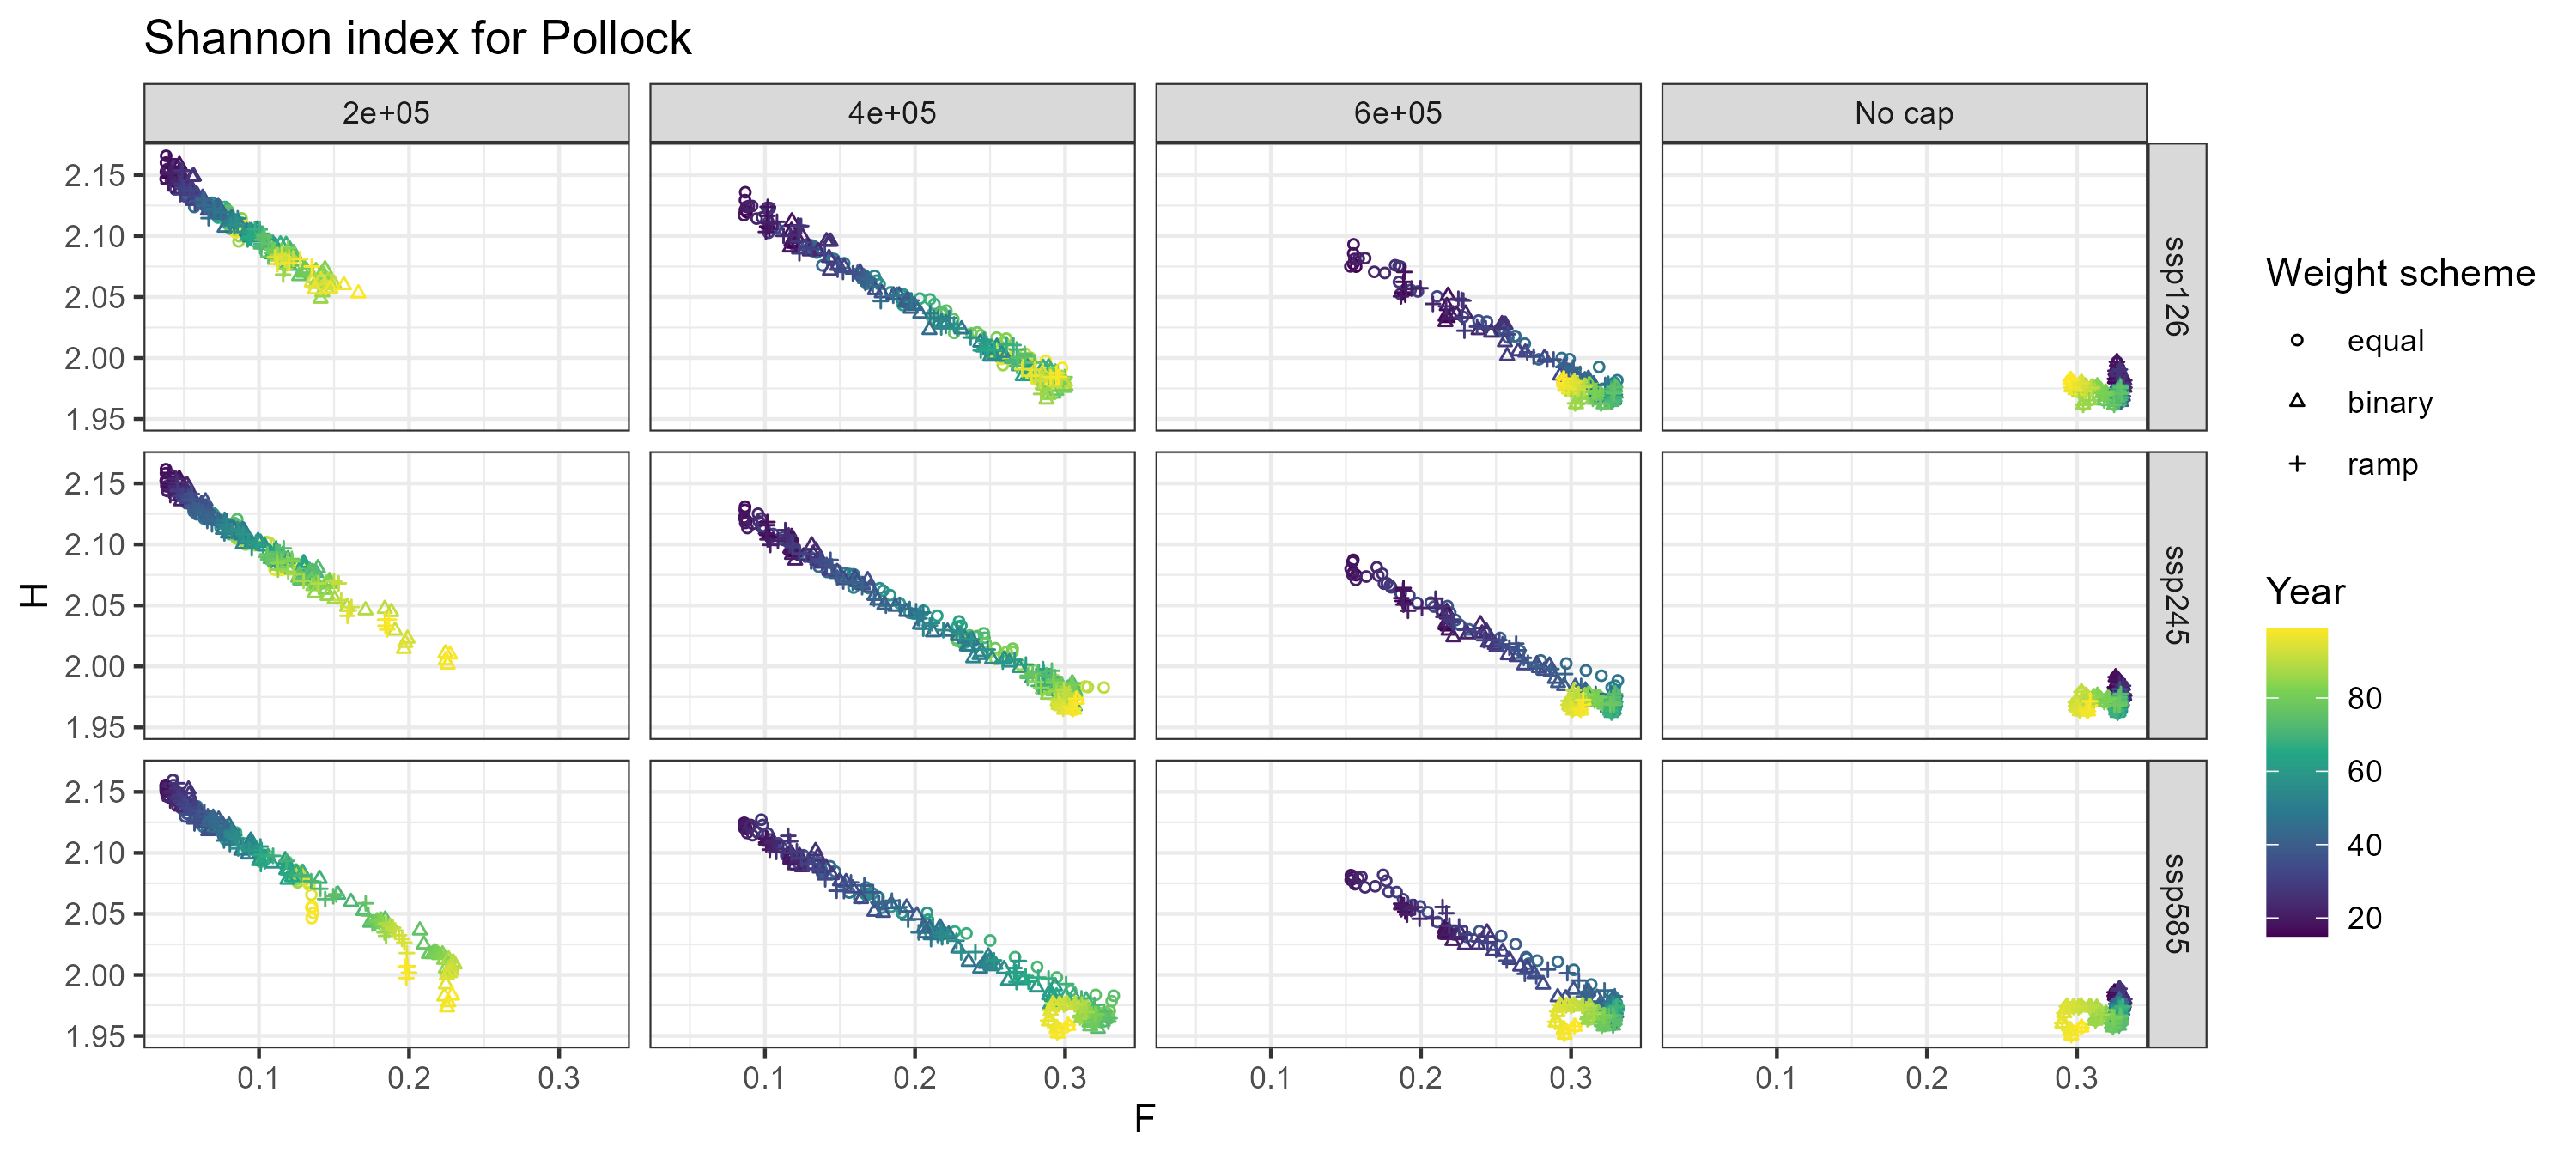 Shannon index for Pollock
2e+05 4e+05 6e+05 No cap
2.15
2.10
2.05
2.00
1.95
ssp126
2.15
2.10
2.05
2.00
1.95
ssp245
2.15
2.10
2.05
2.00
1.95
ssp585
H
0.1 0.2 0.3 0.1 0.2 0.3 0.1 0.2 0.3 0.1 0.2 0.3
F
Weight scheme
equal
binary
ramp
Year
80
60
40
20